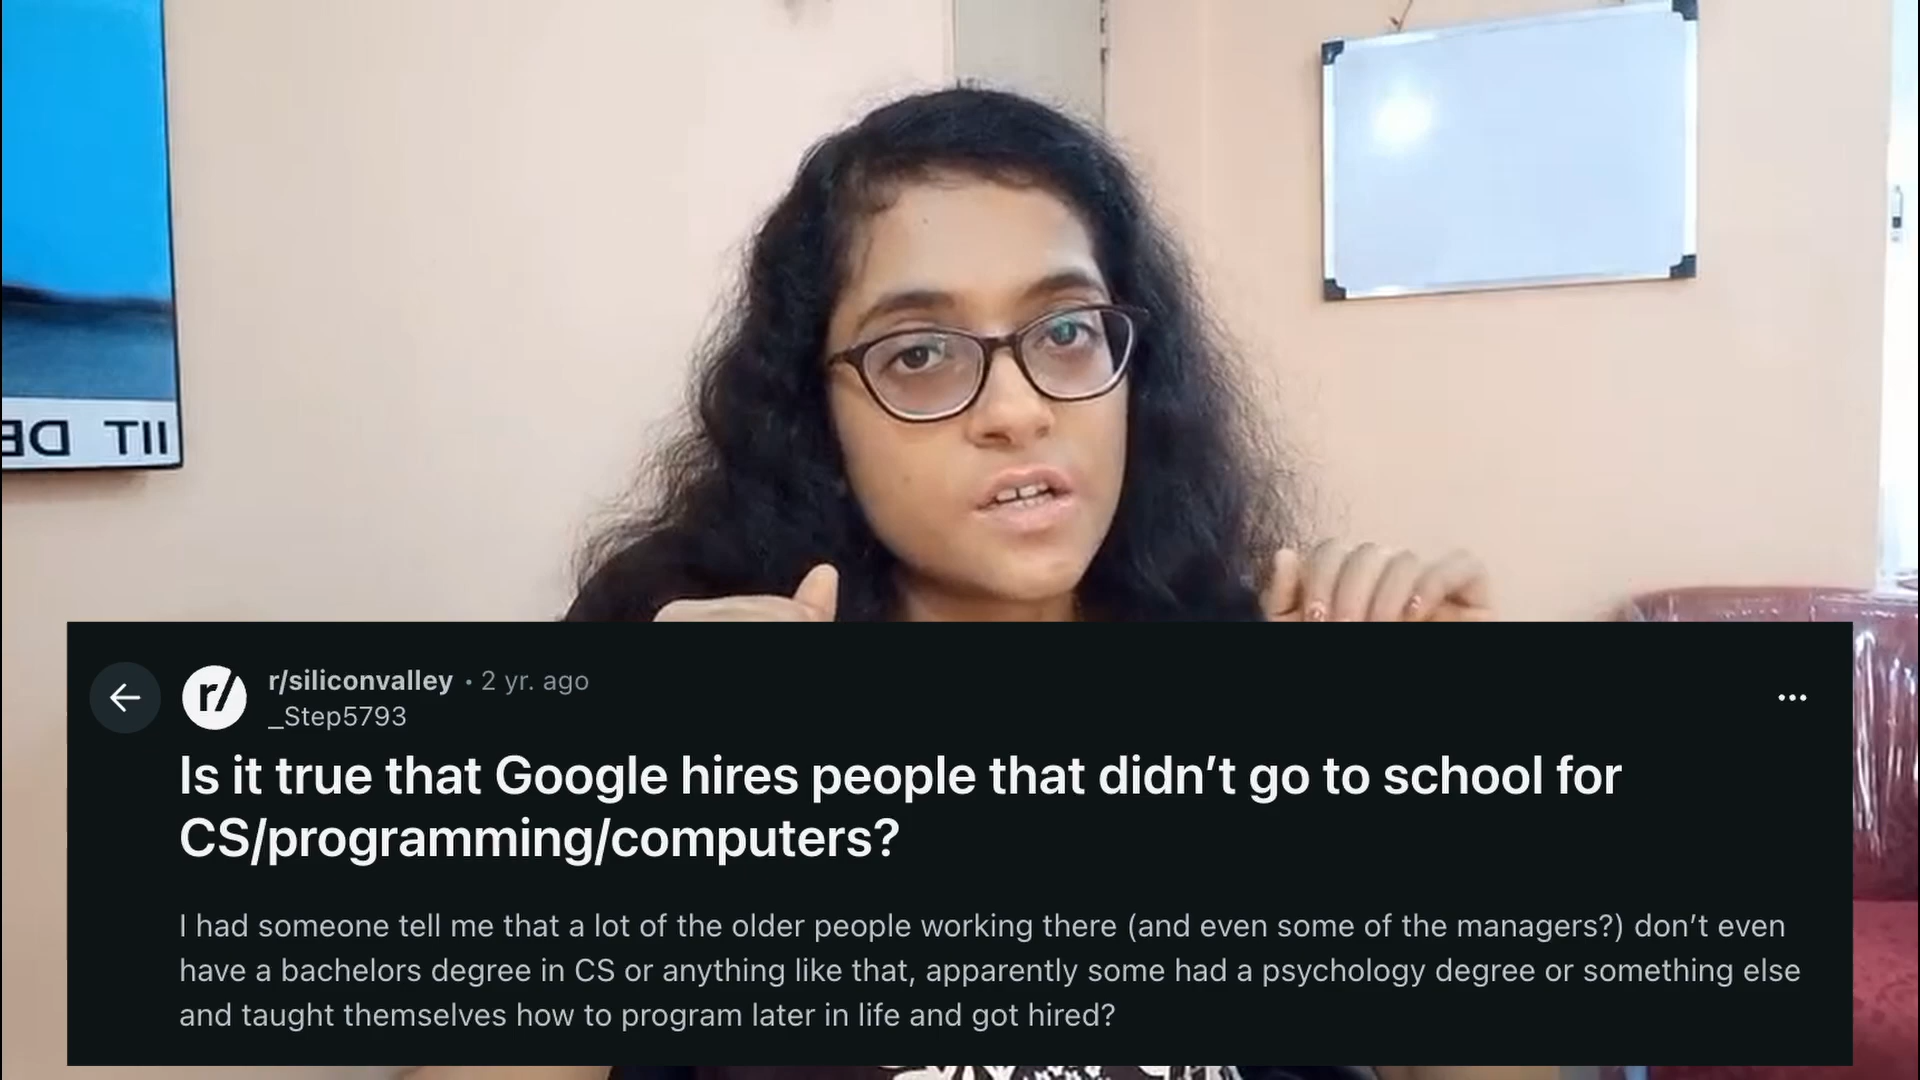 IIT DE
r/
r/siliconvalley • 2 yr. ago
_Step5793
Is it true that Google hires people that didn’t go to school for
CS/programming/computers?
I had someone tell me that a lot of the older people working there (and even some of the managers?) don’t even
have a bachelors degree in CS or anything like that, apparently some had a psychology degree or something else
and taught themselves how to program later in life and got hired?